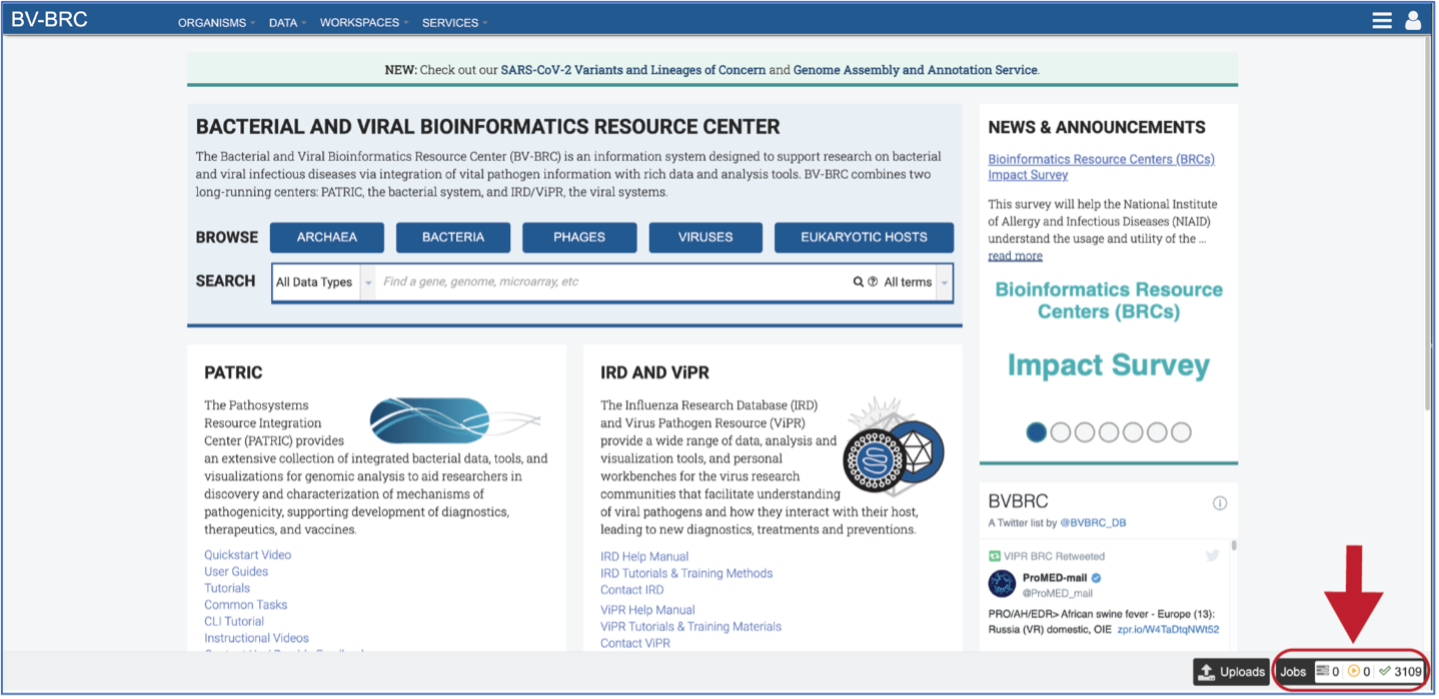 BV-BRC
ORGANISMS DATA WORKSPACES SERVICES
NEW: Check out our SARS-CoV-2 Variants and Lineages of Concern and Genome Assembly and Annotation Service.
BACTERIAL AND VIRAL BIOINFORMATICS RESOURCE CENTER
The Bacterial and Viral Bioinformatics Resource Center (BV-BRC) is an information system designed to support research on bacterial
and viral infectious diseases via integration of vital pathogen information with rich data and analysis tools. BV-BRC combines two
long-running centers: PATRIC, the bacterial system, and IRD/ViPR, the viral systems.
BROWSE ARCHAEA BACTERIA PHAGES VIRUSES EUKARYOTIC HOSTS
SEARCH All Data Types Find a gene, genome, microarray, etc All terms
PATRIC
The Pathosystems
Resource Integration
Center (PATRIC) provides
an extensive collection of integrated bacterial data, tools, and
visualizations for genomic analysis to aid researchers in
discovery and characterization of mechanisms of
pathogenicity, supporting development of diagnostics,
therapeutics, and vaccines.
Quickstart Video
User Guides
Tutorials
Common Tasks
CLI Tutorial
Instructional Videos
IRD AND ViPR
The Influenza Research Database (IRD)
and Virus Pathogen Resource (ViPR)
provide a wide range of data, analysis and
visualization tools, and personal
workbenches for the virus research
communities that facilitate understanding
of viral pathogens and how they interact with their host,
leading to new diagnostics, treatments and preventions.
IRD Help Manual
IRD Tutorials & Training Methods
Contact IRD
ViPR Help Manual
ViPR Tutorials & Training Materials
Contact ViPR
NEWS & ANNOUNCEMENTS
Bioinformatics Resource Centers (BRCs)
Impact Survey
This survey will help the National Institute
of Allergy and Infectious Diseases (NIAID)
understand the usage and utility of the ...
read more
Bioinformatics Resource
Centers (BRCs)
Impact Survey
BVBRC
A Twitter list by @BVBRC_DB
VIPR BRC Retweeted
ProMED-mail
@ProMED_mail
PRO/AH/EDR> African swine fever - Europe (13):
Russia (VR) domestic, OIE zpr.io/W4TaDtqNWt52
Uploads Jobs 0 0 3109